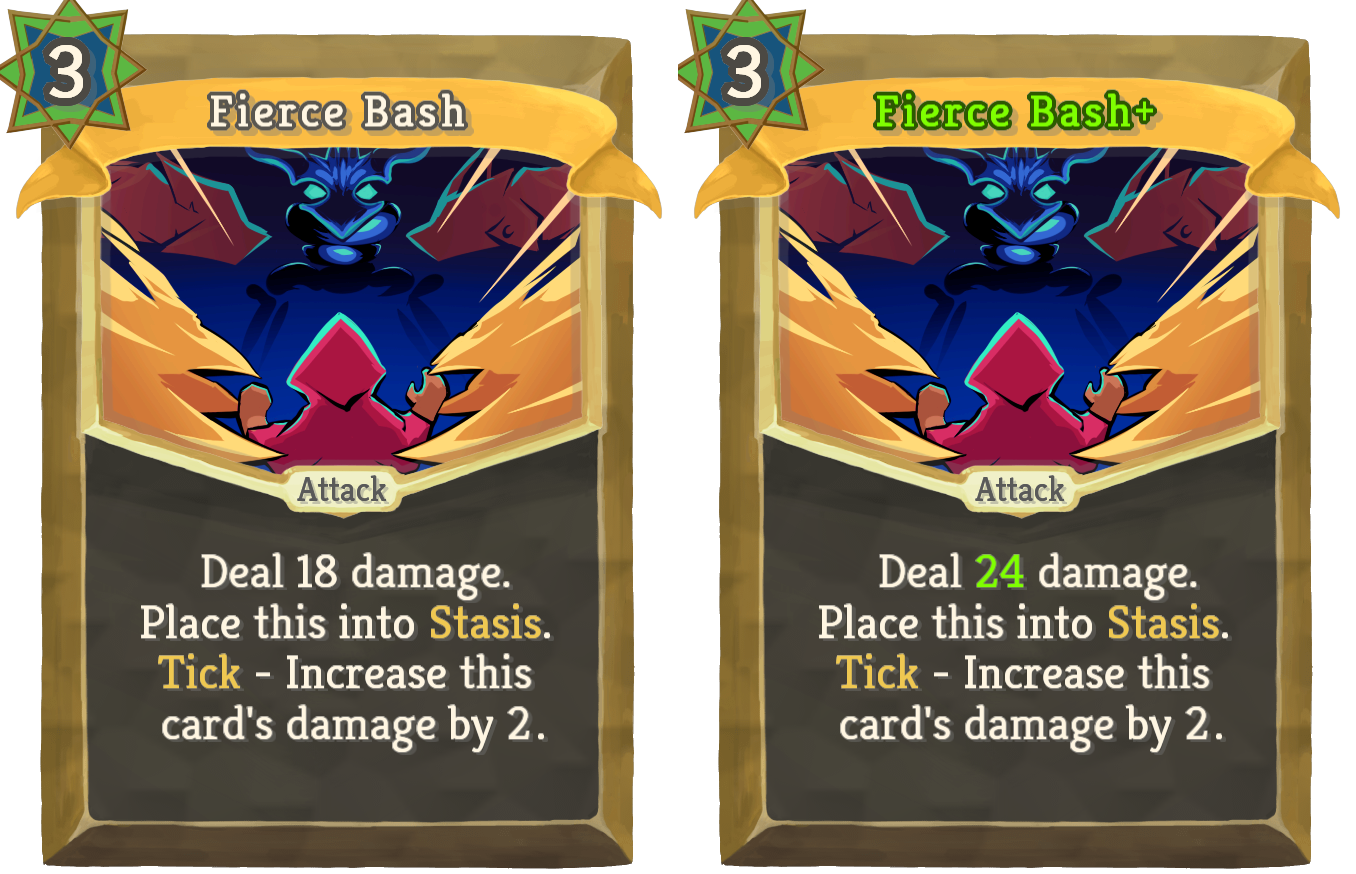 3
Fierce Bash
Attack
Deal 18 damage.
Place this into Stasis.
Tick - Increase this
card's damage by 2.
3
Fierce Bash+
Attack
Deal 24 damage.
Place this into Stasis.
Tick - Increase this
card's damage by 2.